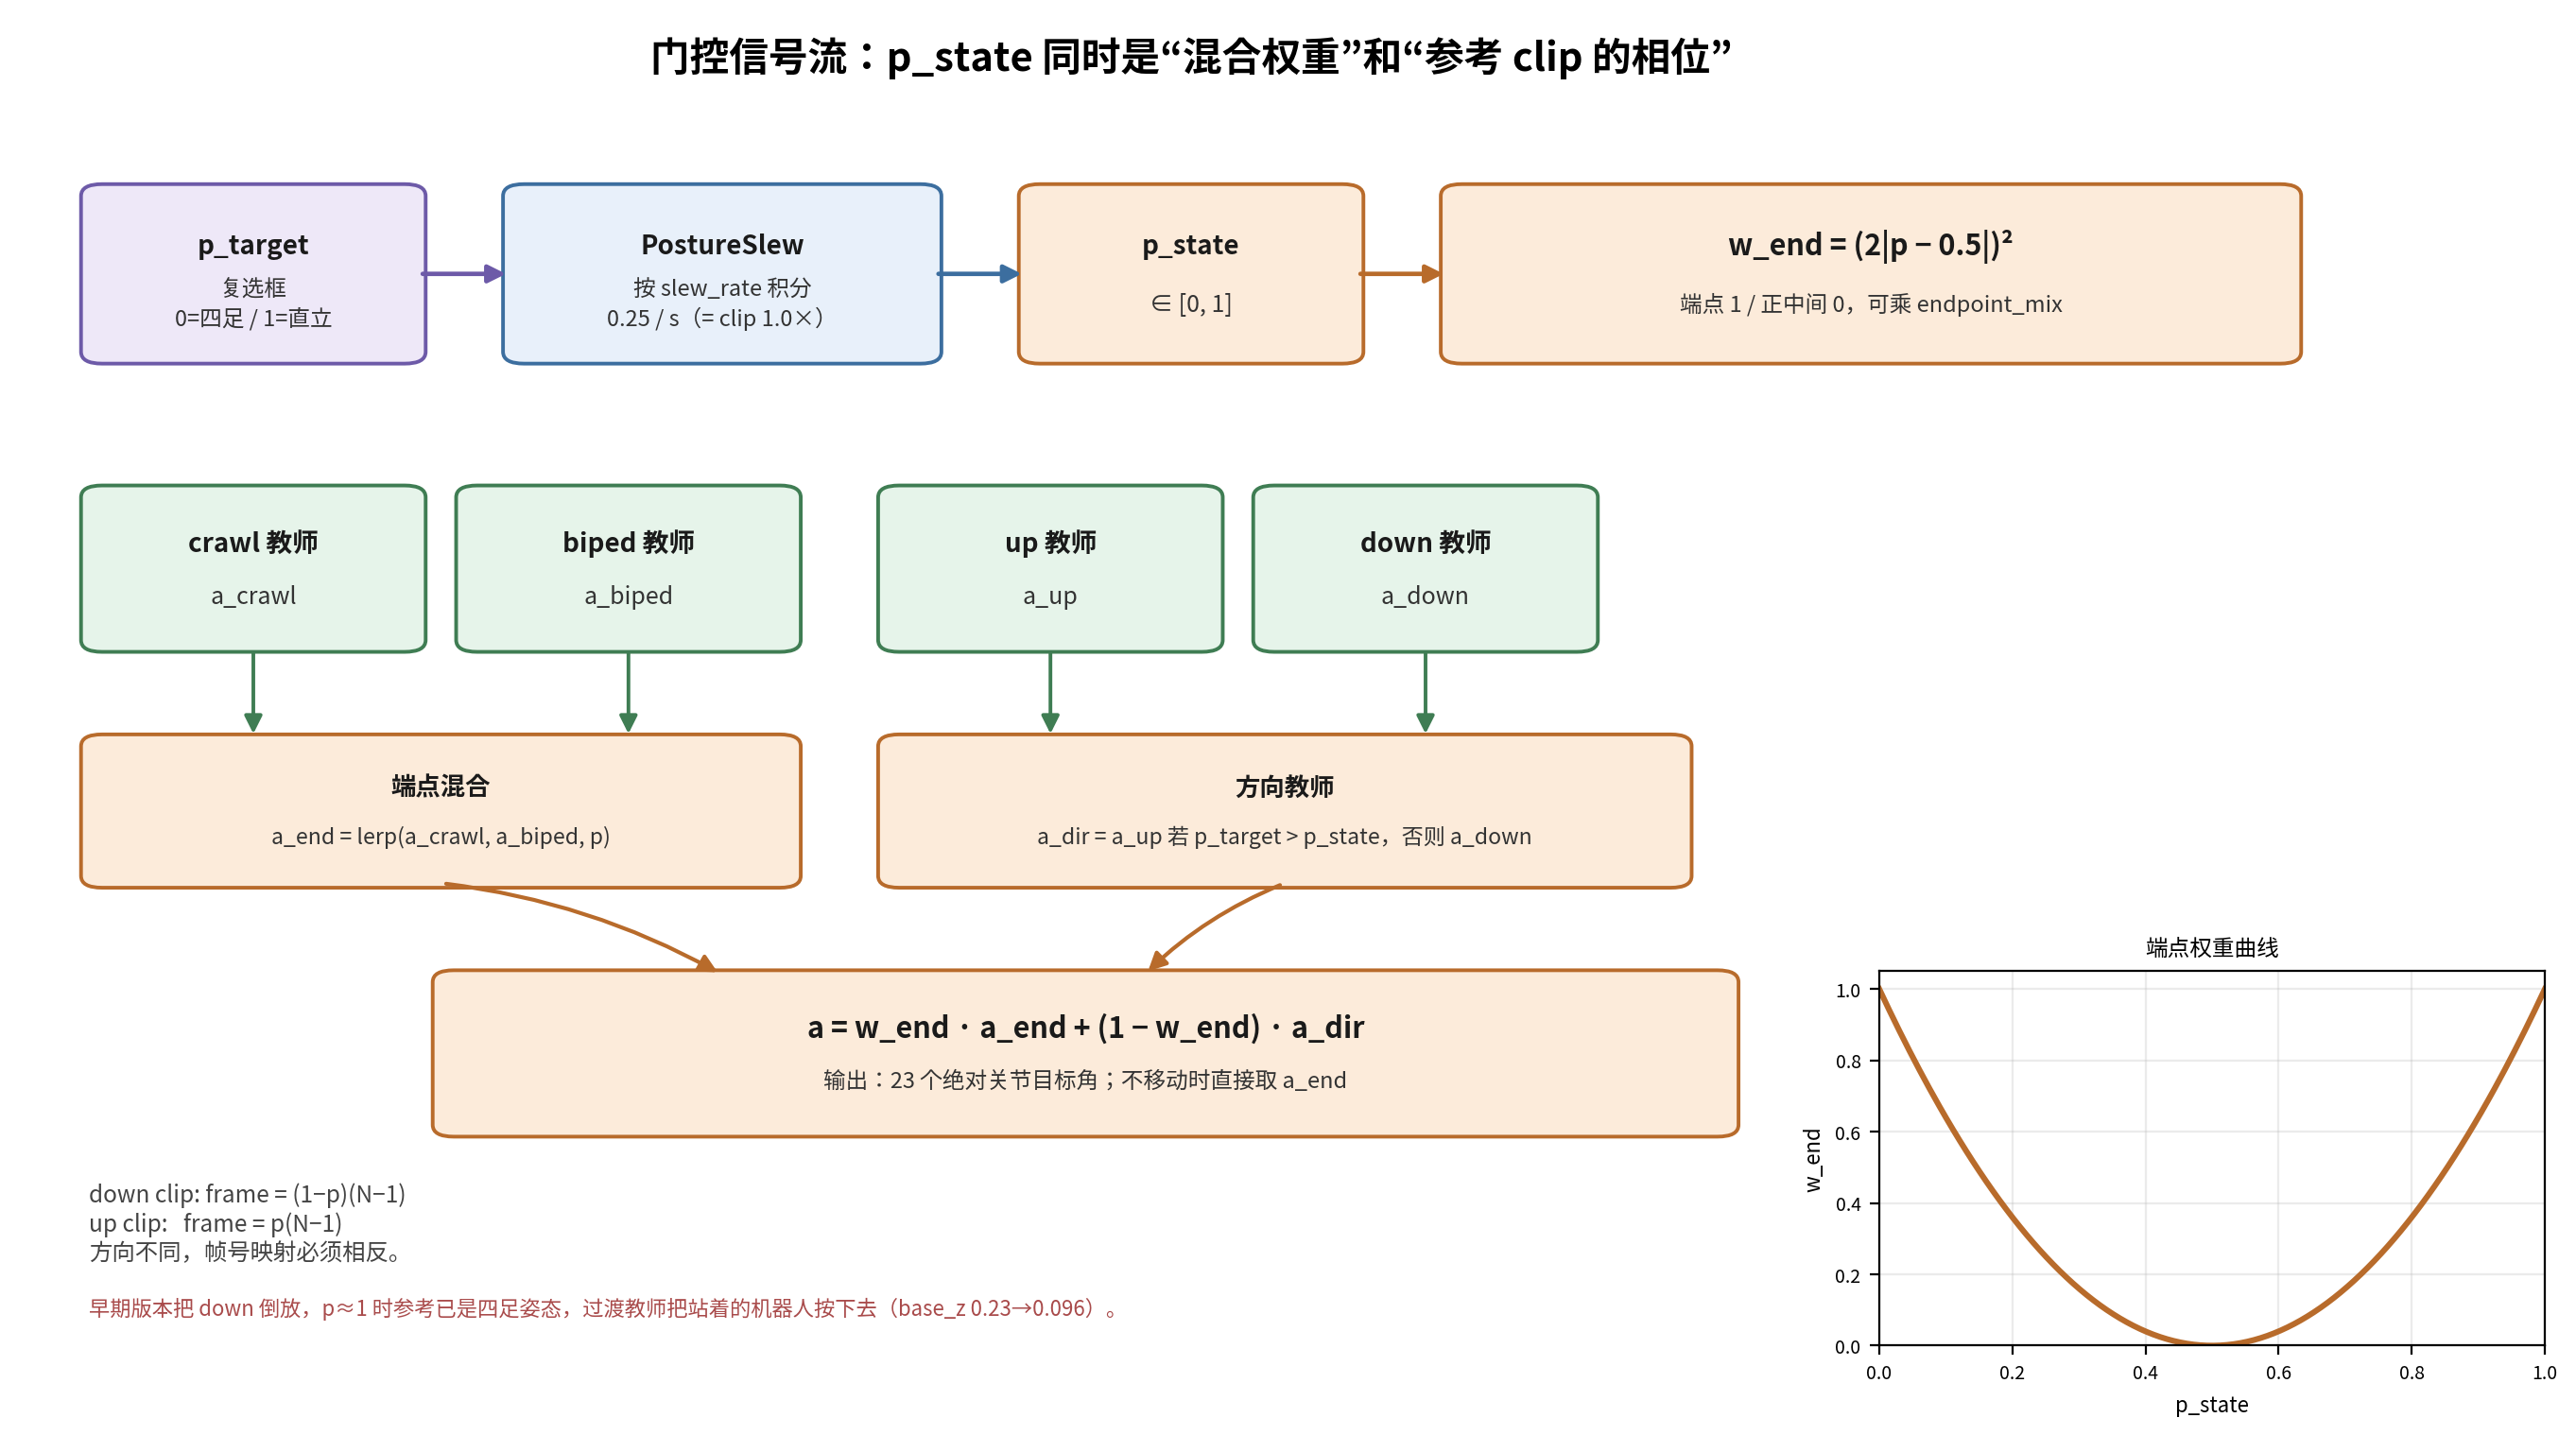 门控信号流：p_state 同时是“混合权重”和“参考 clip 的相位”
p_target
复选框
0=四足 / 1=直立
PostureSlew
按 slew_rate 积分
0.25 / s（= clip 1.0×）
p_state
∈ [0, 1]
w_end = (2|p − 0.5|)²
端点 1 / 正中间 0，可乘 endpoint_mix
crawl 教师
a_crawl
biped 教师
a_biped
up 教师
a_up
down 教师
a_down
端点混合
a_end = lerp(a_crawl, a_biped, p)
方向教师
a_dir = a_up 若 p_target > p_state，否则 a_down
a = w_end · a_end + (1 − w_end) · a_dir
输出：23 个绝对关节目标角；不移动时直接取 a_end
down clip: frame = (1−p)(N−1)
up clip:   frame = p(N−1)
方向不同，帧号映射必须相反。
早期版本把 down 倒放，p≈1 时参考已是四足姿态，过渡教师把站着的机器人按下去（base_z 0.23→0.096）。
端点权重曲线
1.0
0.8
0.6
0.4
0.2
0.0
w_end
0.0 0.2 0.4 0.6 0.8 1.0
p_state